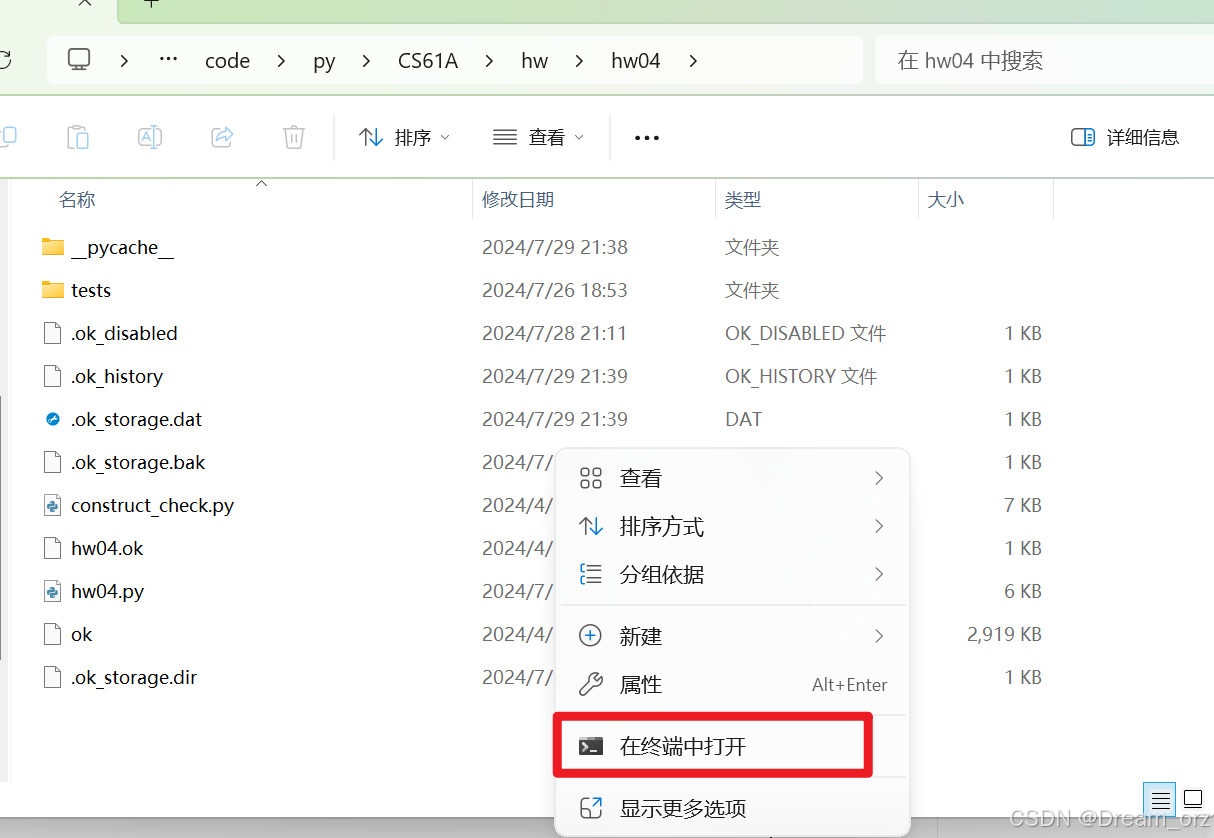 code py CS61A hw hw04 在 hw04 中搜索
排序 查看 ••• 详细信息
名称 修改日期 类型 大小
__pycache__ 2024/7/29 21:38 文件夹
tests 2024/7/26 18:53 文件夹
.ok_disabled 2024/7/28 21:11 OK_DISABLED 文件 1 KB
.ok_history 2024/7/29 21:39 OK_HISTORY 文件 1 KB
.ok_storage.dat 2024/7/29 21:39 DAT 1 KB
.ok_storage.bak 2024/7/ 1 KB
construct_check.py 2024/4/ 7 KB
hw04.ok 2024/4/ 1 KB
hw04.py 2024/7/ 6 KB
ok 2024/4/ 2,919 KB
.ok_storage.dir 2024/7/ 1 KB
查看
排序方式
分组依据
新建
属性 Alt+Enter
在终端中打开
显示更多选项
CSDN @Dream_orz